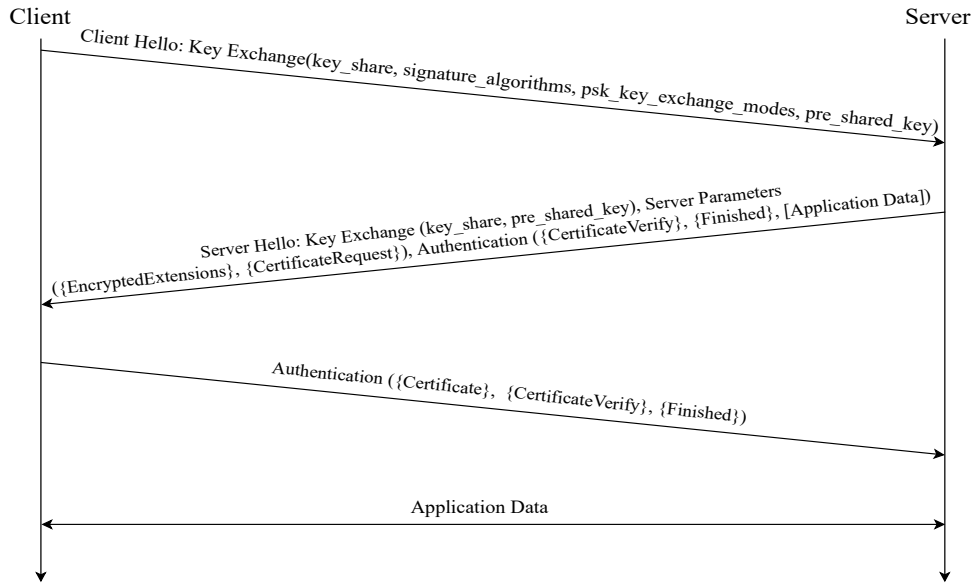 Client
Server
Client Hello: Key Exchange(key_share, signature_algorithms, psk_key_exchange_modes, pre_shared_key)
Server Hello: Key Exchange (key_share, pre_shared_key), Server Parameters
({EncryptedExtensions}, {CertificateRequest}), Authentication ({CertificateVerify}, {Finished}, [Application Data])
Authentication ({Certificate}, {CertificateVerify}, {Finished})
Application Data